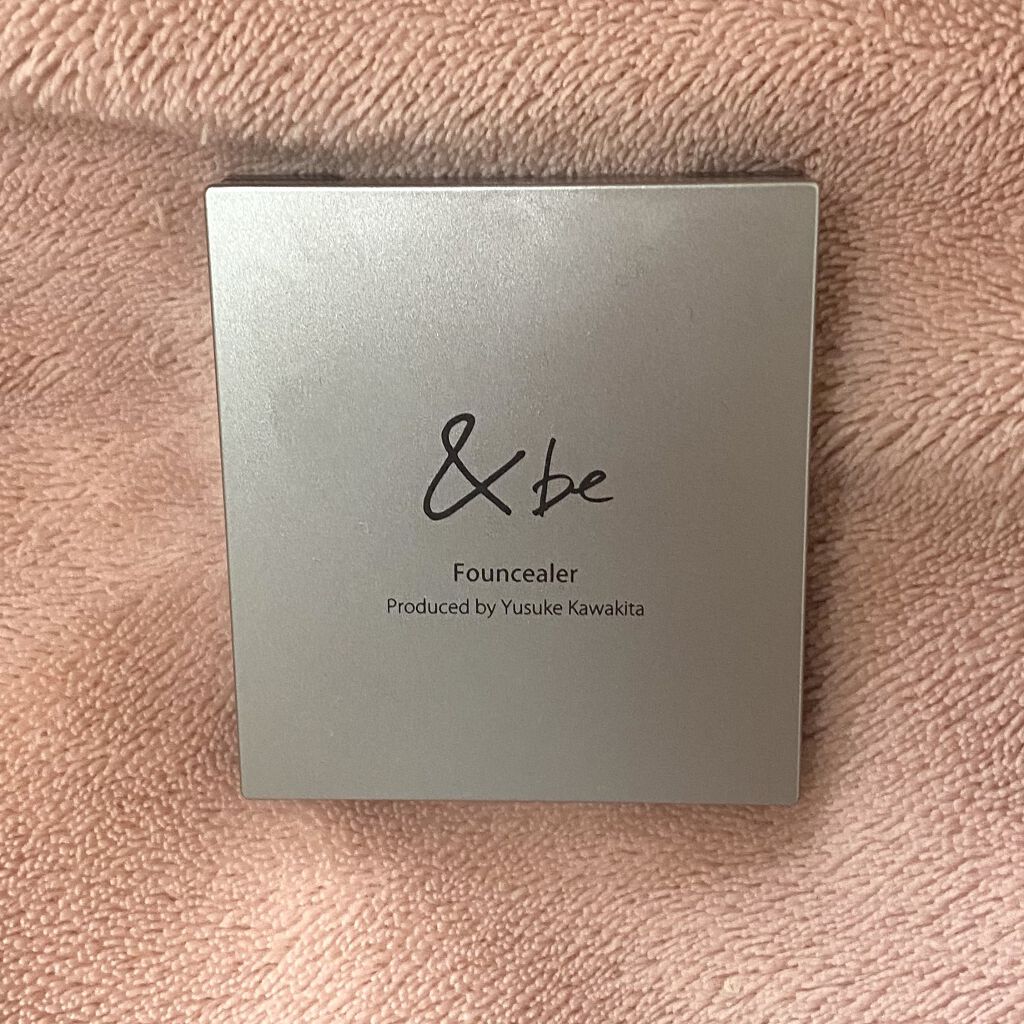 &be
Founcealer
Produced by Yusuke Kawakita